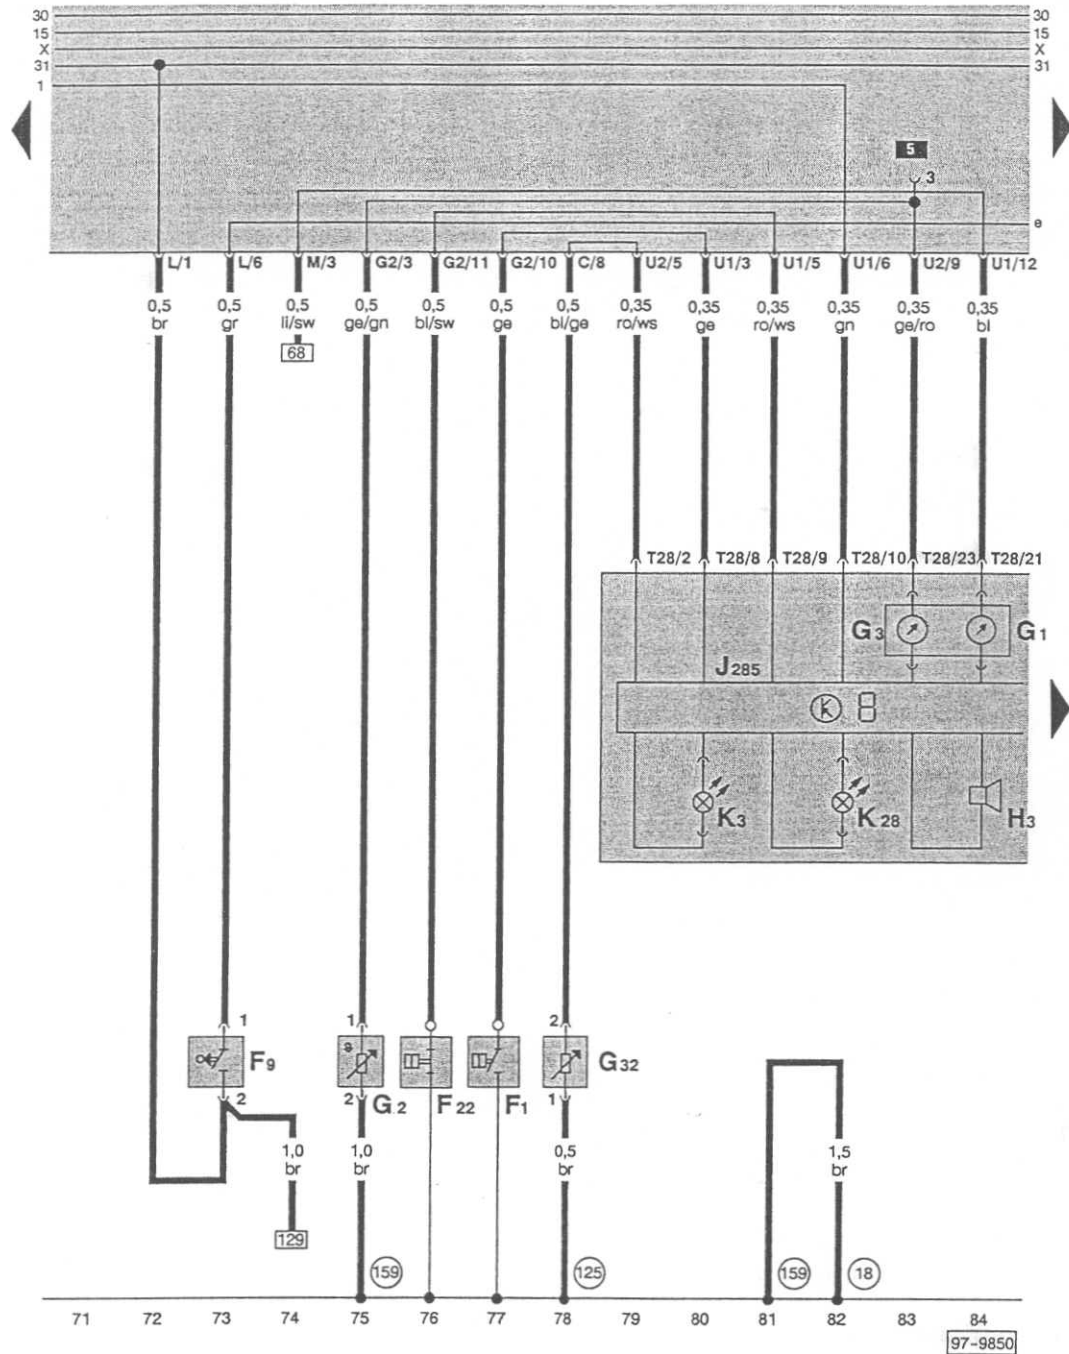 30 30
15 15
X X
31 31
1
5
3
e
L/1 L/6 M/3 G2/3 G2/11 G2/10 C/8 U2/5 U1/3 U1/5 U1/6 U2/9 U1/12
0,5 0,5 0,5 0,5 0,5 0,5 0,5 0,35 0,35 0,35 0,35 0,35 0,35
br gr li/sw ge/gn bl/sw ge bl/ge ro/ws ge ro/ws gn ge/ro bl
68
T28/2 T28/8 T28/9 T28/10 T28/23 T28/21
G3 G1
J285
K 8
K3 K28 H3
1 1 2
F9 G32
2 2 G2 F22 F1 1
1,0 1,0 0,5 1,5
br br br br
129
159 125 159 18
71 72 73 74 75 76 77 78 79 80 81 82 83 84
97-9850